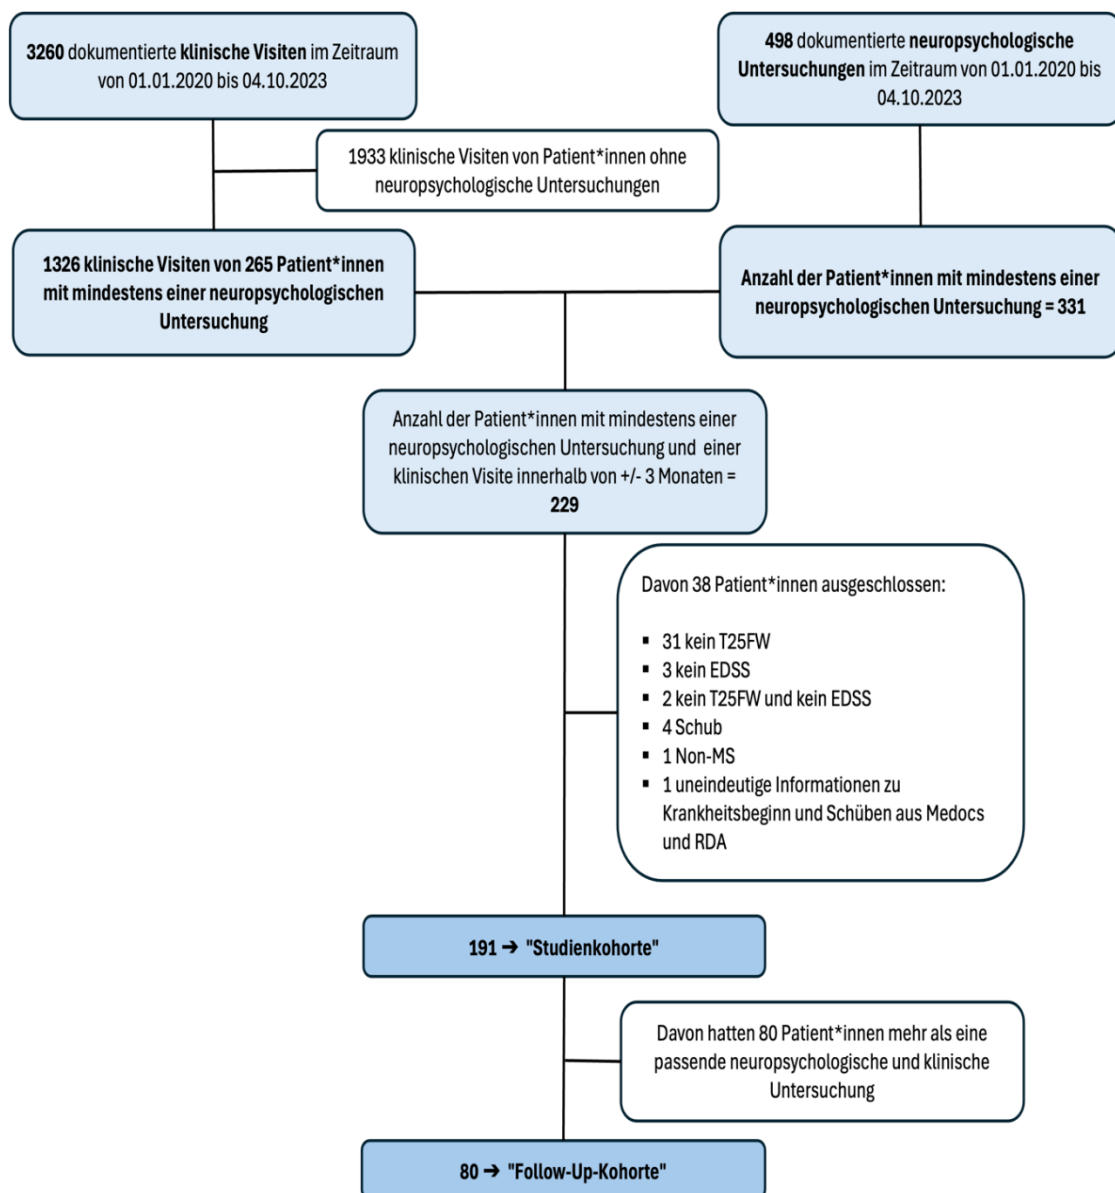 3260 dokumentierte klinische Visiten im Zeitraum
von 01.01.2020 bis 04.10.2023
498 dokumentierte neuropsychologische
Untersuchungen im Zeitraum von 01.01.2020 bis
04.10.2023
1933 klinische Visiten von Patient*innen ohne
neuropsychologische Untersuchungen
1326 klinische Visiten von 265 Patient*innen
mit mindestens einer neuropsychologischen
Untersuchung
Anzahl der Patient*innen mit mindestens einer
neuropsychologischen Untersuchung = 331
Anzahl der Patient*innen mit mindestens einer
neuropsychologischen Untersuchung und einer
klinischen Visite innerhalb von +/- 3 Monaten =
229
Davon 38 Patient*innen ausgeschlossen:
▪ 31 kein T25FW
▪ 3 kein EDSS
▪ 2 kein T25FW und kein EDSS
▪ 4 Schub
▪ 1 Non-MS
▪ 1 uneindeutige Informationen zu
Krankheitsbeginn und Schüben aus Medocs
und RDA
191 → "Studienkohorte"
Davon hatten 80 Patient*innen mehr als eine
passende neuropsychologische und klinische
Untersuchung
80 → "Follow-Up-Kohorte"